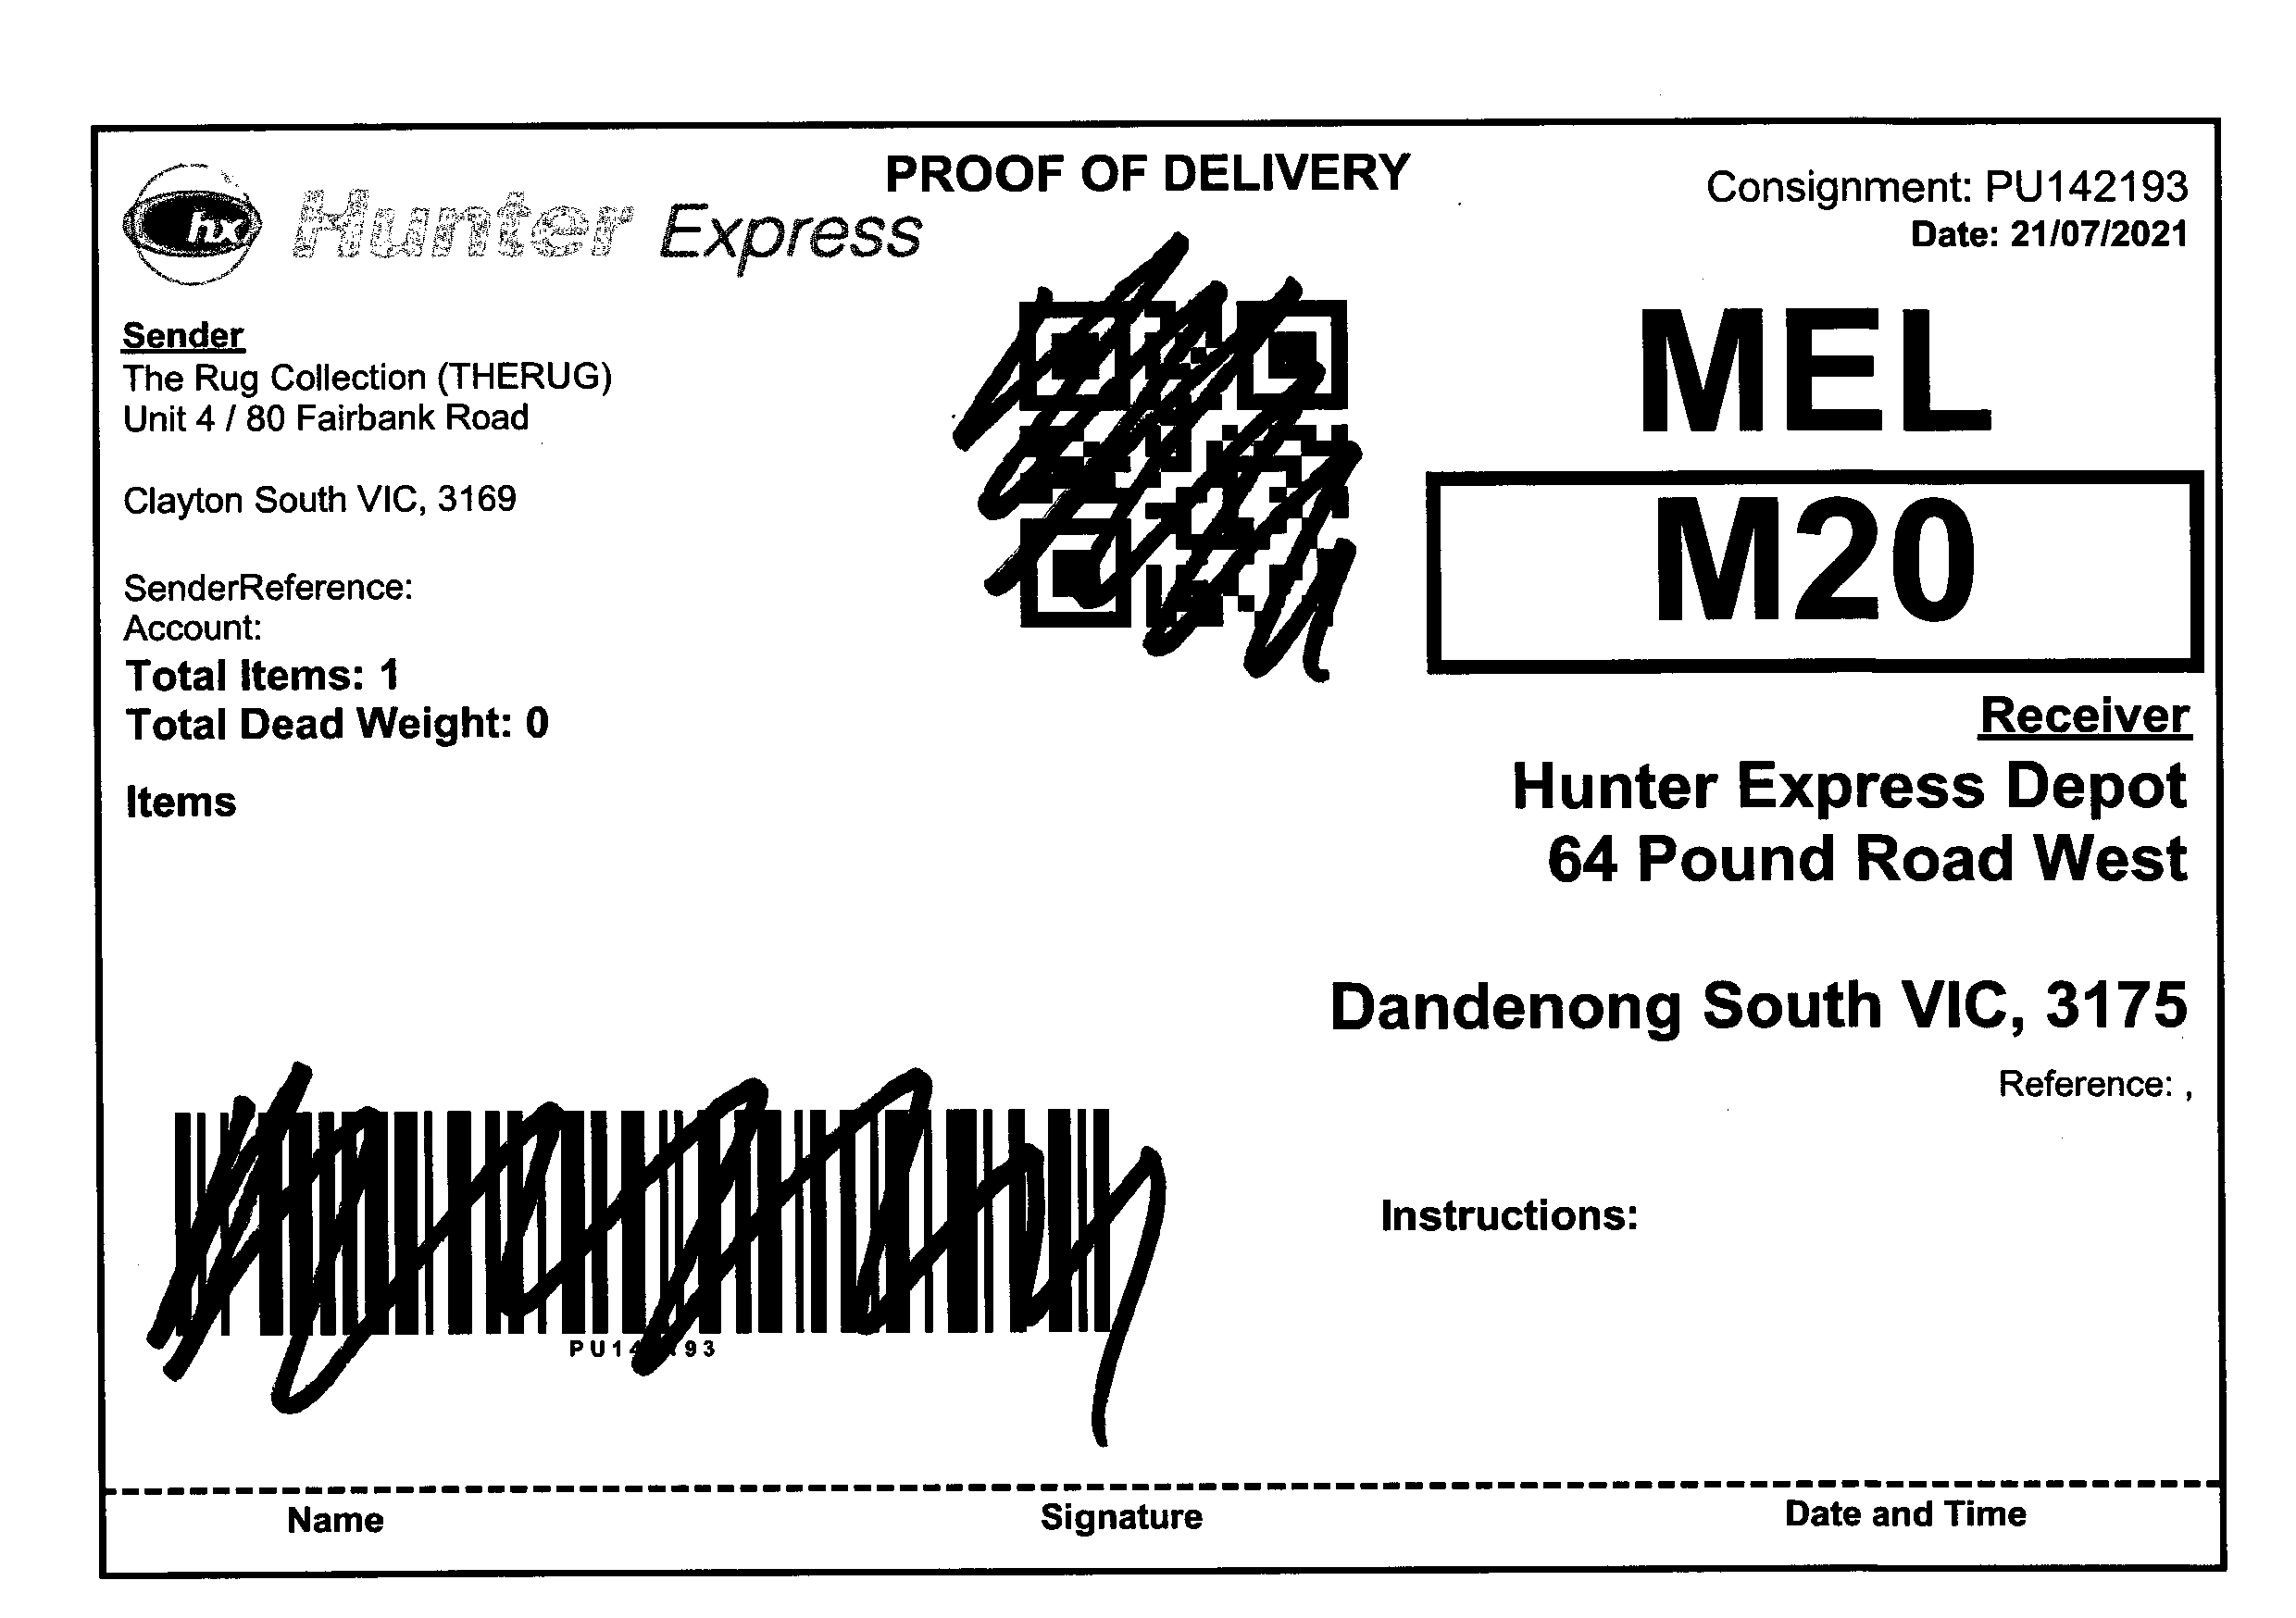 PROOF OF DELIVERY
hx Hunter Express
Consignment: PU142193
Date: 21/07/2021
Sender
The Rug Collection (THERUG)
Unit 4 / 80 Fairbank Road
Clayton South VIC, 3169
SenderReference:
Account:
Total Items: 1
Total Dead Weight: 0
Items
MEL
M20
Receiver
Hunter Express Depot
64 Pound Road West
Dandenong South VIC, 3175
Reference: ,
Instructions:
Name Signature Date and Time